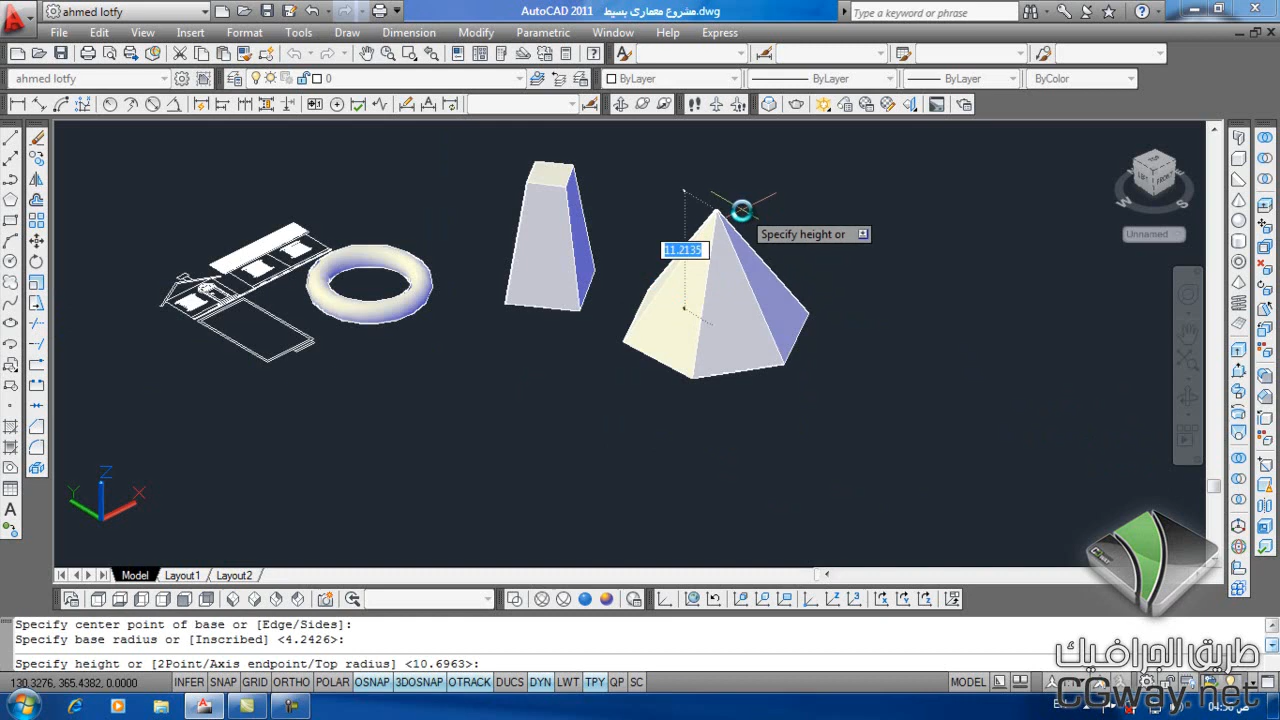 ahmed lotfy
AutoCAD 2011 مشروع معمارى بسيط.dwg
Type a keyword or phrase
File Edit View Insert Format Tools Draw Dimension Modify Parametric Window Help Express
ahmed lotfy
0
ByLayer
ByLayer
ByLayer
ByColor
TOP
LEFT
FRONT
W
S
Unnamed
Specify height or
11.2135
Z
Y
X
Model Layout1 Layout2
Specify center point of base or [Edge/Sides]:
Specify base radius or [Inscribed] <4.2426>:
Specify height or [2Point/Axis endpoint/Top radius] <10.6963>:
130.3276, 365.4382, 0.0000
INFER SNAP GRID ORTHO POLAR OSNAP 3DOSNAP OTRACK DUCS DYN LWT TPY QP SC
MODEL
طريق الجرافيك
CGway.net